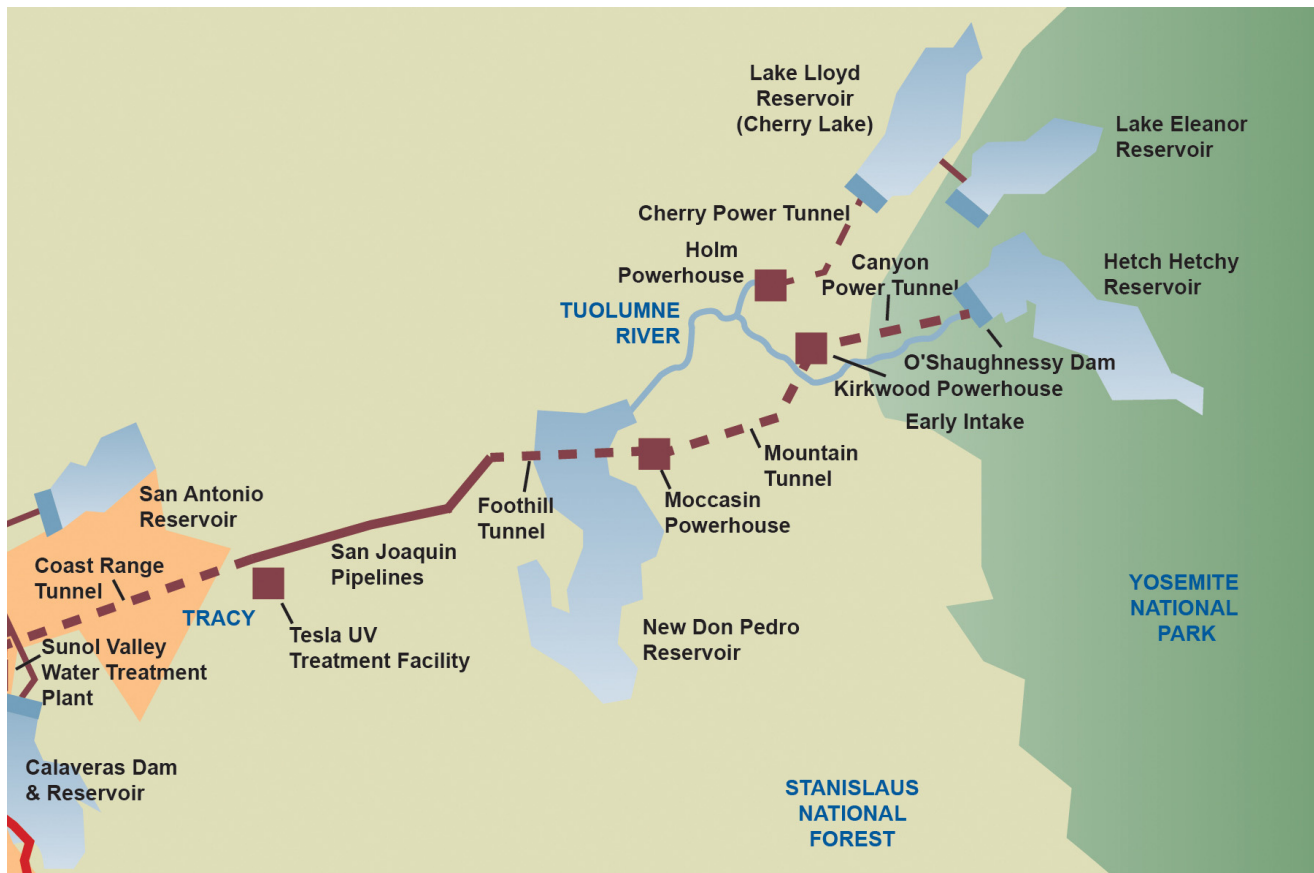 Lake Lloyd
Reservoir
(Cherry Lake)
Lake Eleanor
Reservoir
Cherry Power Tunnel
Holm
Powerhouse
Canyon
Power Tunnel
Hetch Hetchy
Reservoir
TUOLUMNE
RIVER
O'Shaughnessy Dam
Kirkwood Powerhouse
Early Intake
Mountain
Tunnel
San Antonio
Reservoir
Foothill
Tunnel
Moccasin
Powerhouse
Coast Range
Tunnel
San Joaquin
Pipelines
TRACY
Tesla UV
Treatment Facility
New Don Pedro
Reservoir
YOSEMITE
NATIONAL
PARK
Sunol Valley
Water Treatment
Plant
Calaveras Dam
& Reservoir
STANISLAUS
NATIONAL
FOREST